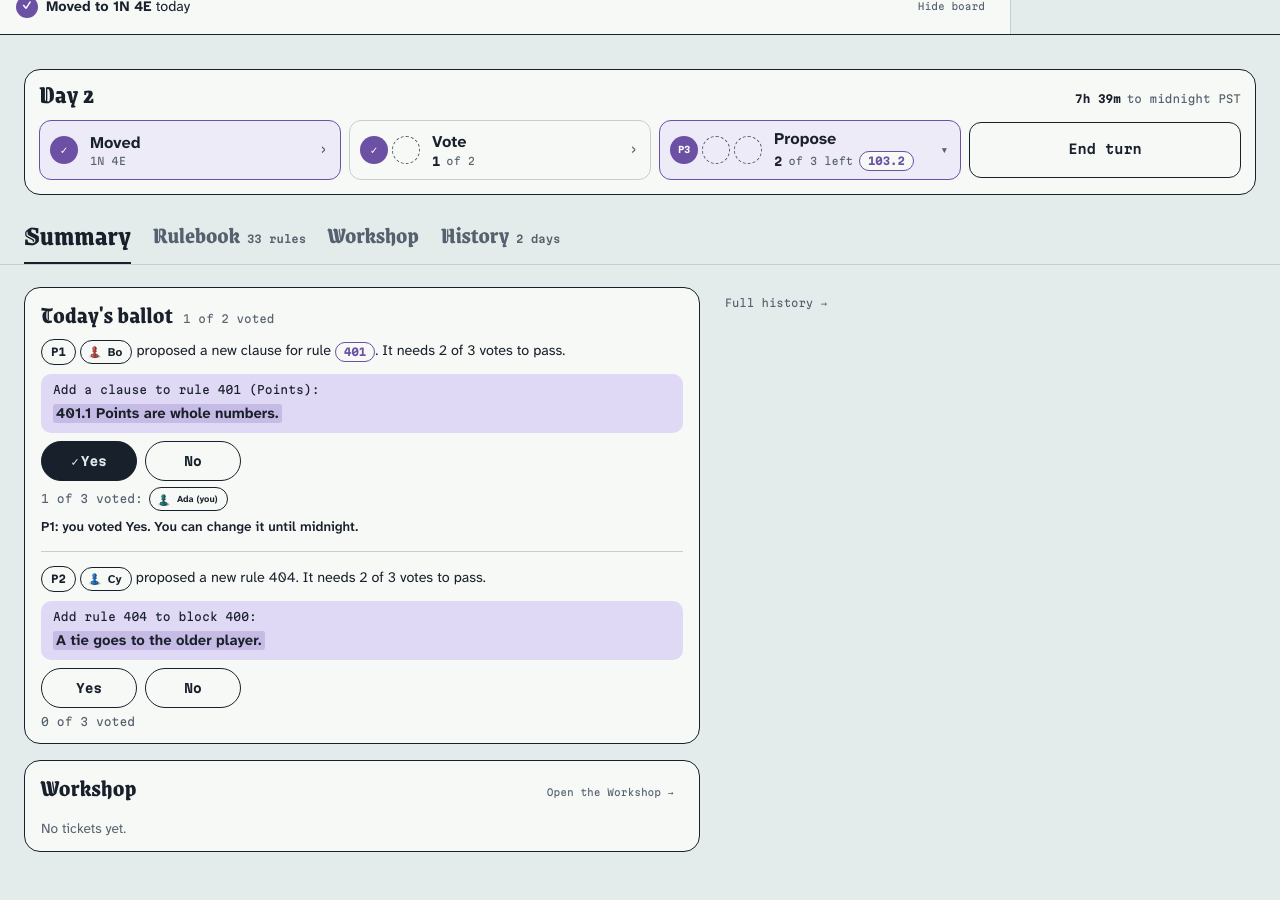 Moved to 1N 4E today
Hide board
Day 2
7h 39m to midnight PST
✓ Moved
1N 4E
›
✓ Vote
1 of 2
›
P3 Propose
2 of 3 left 103.2
▾
End turn
Summary Rulebook 33 rules Workshop History 2 days
Today's ballot 1 of 2 voted
P1 Bo proposed a new clause for rule 401. It needs 2 of 3 votes to pass.
Add a clause to rule 401 (Points):
401.1 Points are whole numbers.
✓Yes No
1 of 3 voted: Ada (you)
P1: you voted Yes. You can change it until midnight.
P2 Cy proposed a new rule 404. It needs 2 of 3 votes to pass.
Add rule 404 to block 400:
A tie goes to the older player.
Yes No
0 of 3 voted
Full history →
Workshop
Open the Workshop →
No tickets yet.